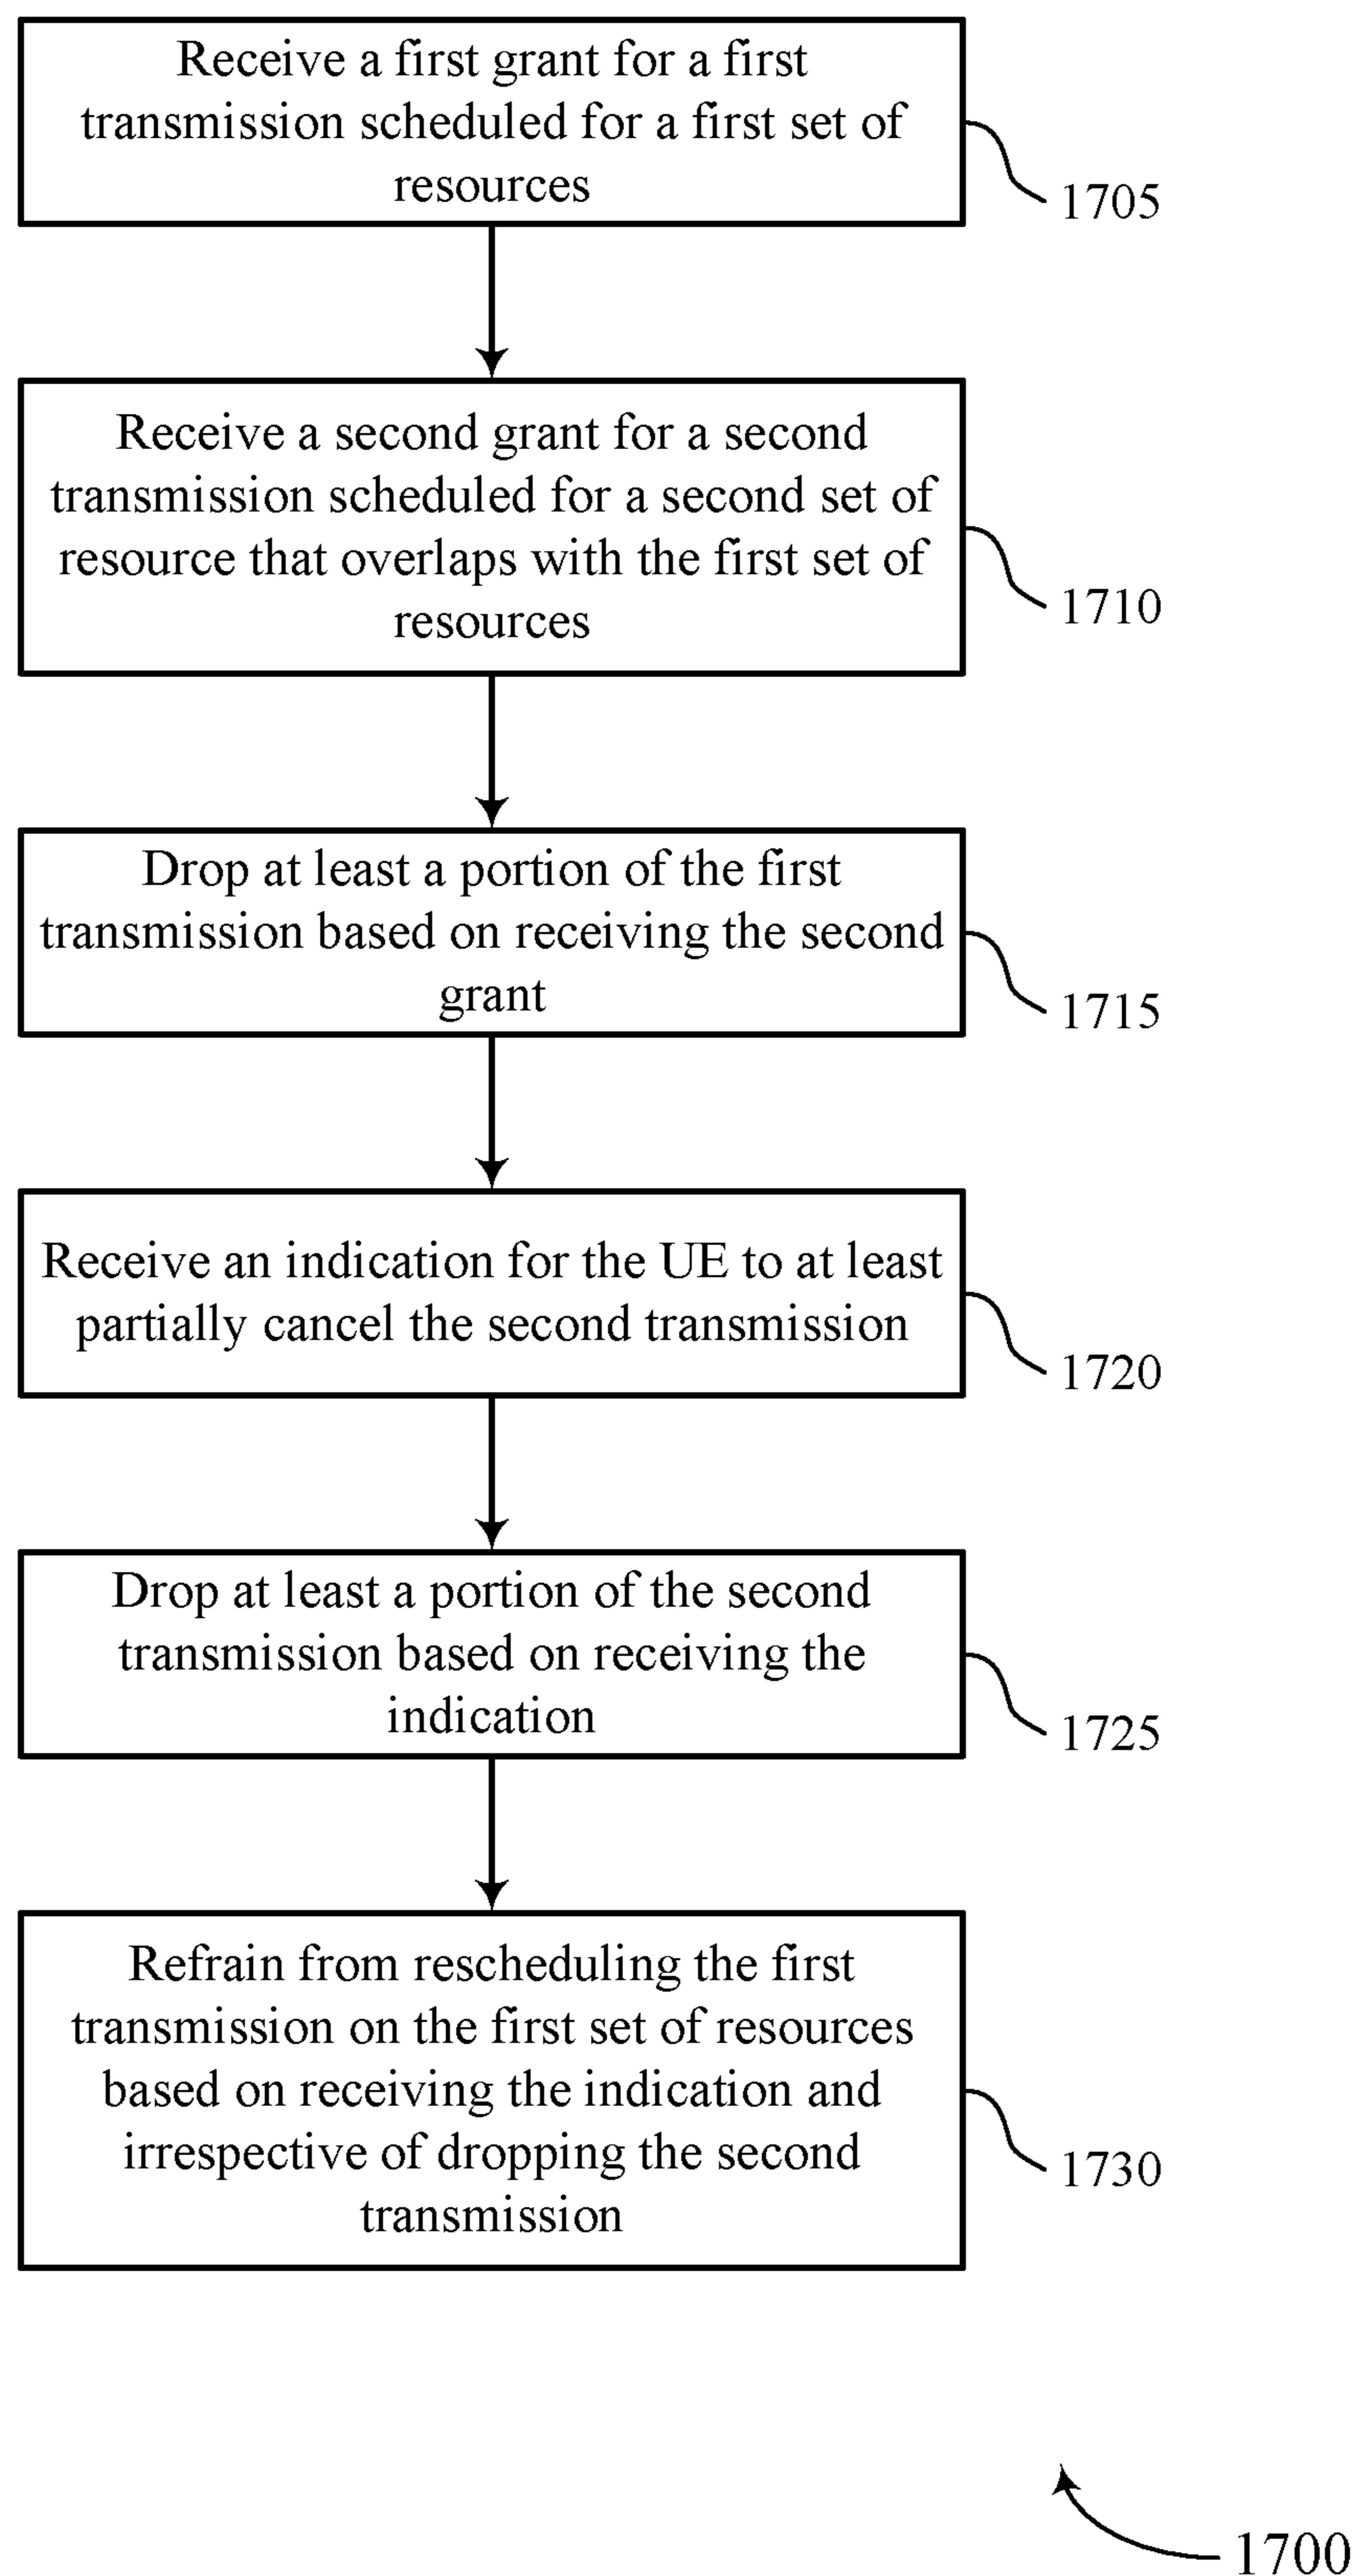 Receive a first grant for a first
transmission scheduled for a first set of
resources
1705
Receive a second grant for a second
transmission scheduled for a second set of
resource that overlaps with the first set of
resources
1710
Drop at least a portion of the first
transmission based on receiving the second
grant
1715
Receive an indication for the UE to at least
partially cancel the second transmission
1720
Drop at least a portion of the second
transmission based on receiving the
indication
1725
Refrain from rescheduling the first
transmission on the first set of resources
based on receiving the indication and
irrespective of dropping the second
transmission
1730
1700